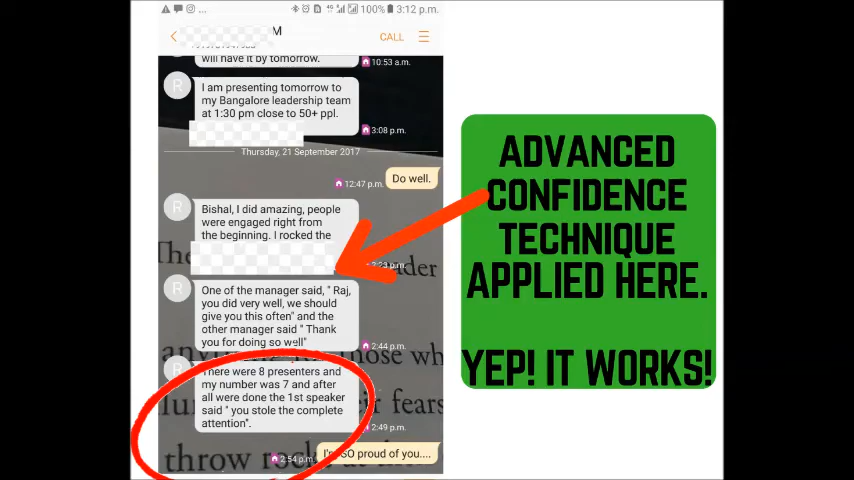 100% 3:12 p.m.
M
CALL
will have it by tomorrow.
10:53 a.m.
R
I am presenting tomorrow to
my Bangalore leadership team
at 1:30 pm close to 50+ ppl.
3:08 p.m.
Thursday, 21 September 2017
12:47 p.m.
Do well.
R
Bishal, I did amazing, people
were engaged right from
the beginning. I rocked the
R
One of the manager said, " Raj,
you did very well, we should
give you this often" and the
other manager said " Thank
you for doing so well"
2:44 p.m.
R
There were 8 presenters and
my number was 7 and after
all were done the 1st speaker
said " you stole the complete
attention".
2:49 p.m.
2:54 p.m.
I'm SO proud of you....
those wh
fears
throw
ADVANCED
CONFIDENCE
TECHNIQUE
APPLIED HERE.
YEP! IT WORKS!